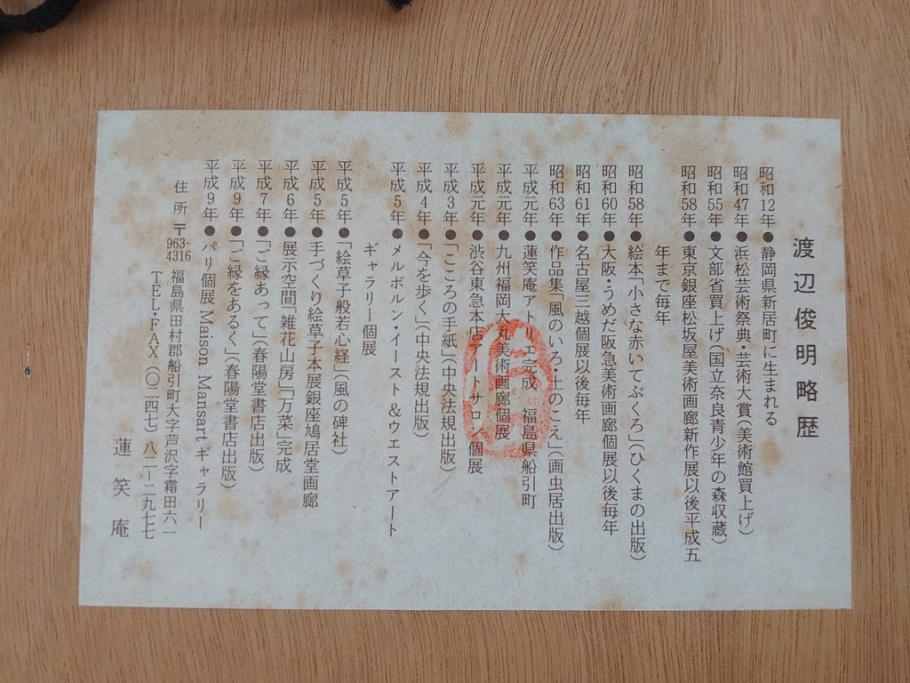 渡辺俊明略歴
昭和12年●静岡県新居町に生まれる
昭和47年●浜松芸術祭典・芸術大賞(美術館買上げ)
昭和55年●文部省買上げ(国立奈良青少年の森収蔵)
昭和58年●東京銀座松坂屋美術画廊新作展以後平成五
年まで毎年
昭和58年●絵本「小さな赤いてぶくろ」(ひくまの出版)
昭和60年●大阪・うめだ阪急美術画廊個展以後毎年
昭和61年●名古屋三越個展以後毎年
昭和63年●作品集「風のいろ・土のこえ」(画虫居出版)
平成元年●蓮笑庵アトリエ完成 福島県船引町
平成元年●九州福岡大丸美術画廊個展
平成元年●渋谷東急本店アートサロン個展
平成3年●「こころの手紙」(中央法規出版)
平成4年●「今を歩く」(中央法規出版)
平成5年●メルボルン・イースト&ウエストアート
ギャラリー個展
平成5年●「絵草子般若心経」(風の碑社)
平成5年●手づくり絵草子本展銀座鳩居堂画廊
平成6年●展示空間「雑花山房」「万菜」完成
平成7年●「ご縁あって」(春陽堂書店出版)
平成9年●「ご縁をあるく」(春陽堂書店出版)
平成9年●パリ個展 Maison Mansart ギャラリー
住所 〒963-4316 福島県田村郡船引町大字芦沢字霜田六一
TEL・FAX(〇二四七)八二一二九七七
蓮笑庵